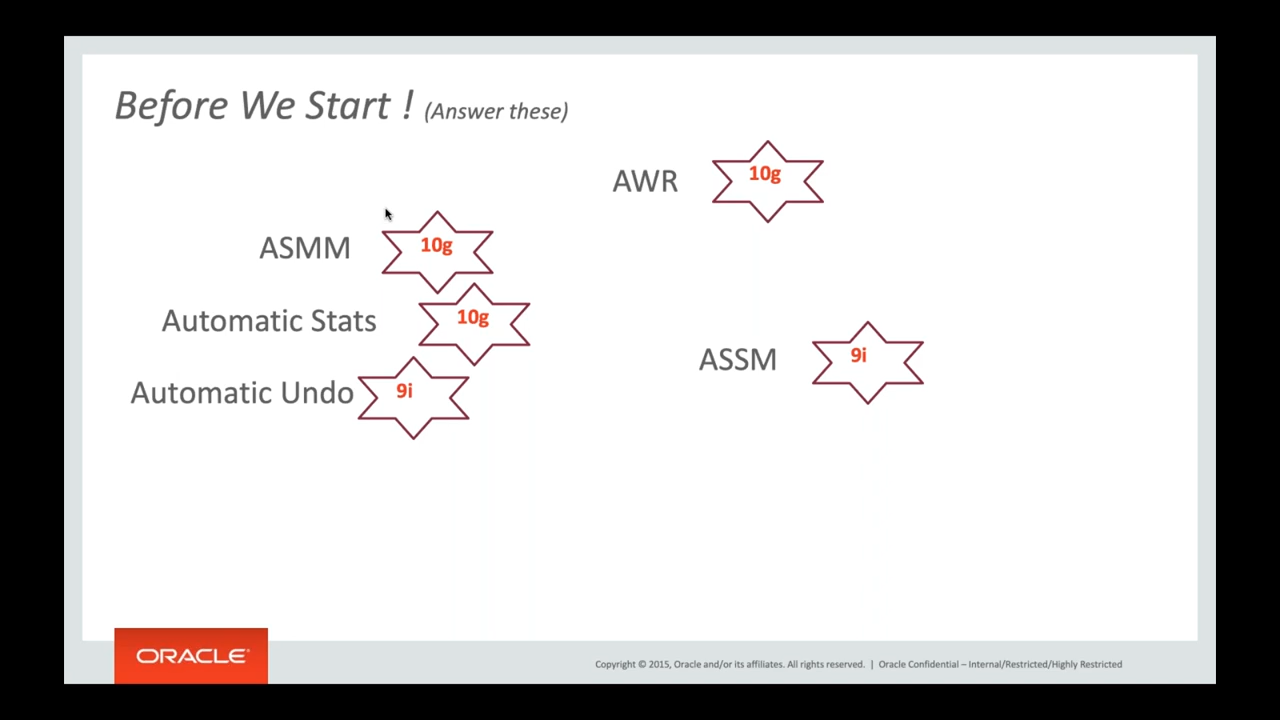 Before We Start ! (Answer these)
AWR 10g
ASMM 10g
Automatic Stats 10g
ASSM 9i
Automatic Undo 9i
ORACLE®
Copyright © 2015, Oracle and/or its affiliates. All rights reserved. | Oracle Confidential – Internal/Restricted/Highly Restricted